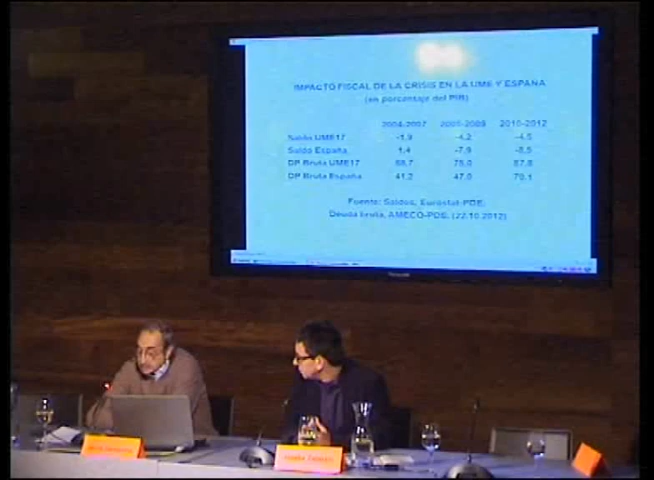 IMPACTO FISCAL DE LA CRISIS EN LA UME Y ESPAÑA
(en porcentaje del PIB)
2004-2007 2008-2009 2010-2012
Saldo UME17 -1,9 -4,2 -4,5
Saldo España 1,4 -7,9 -8,5
DP Bruta UME17 68,7 75,0 87,8
DP Bruta España 41,2 47,0 70,1
Fuente: Saldos, Eurostat-PDE;
Deuda bruta, AMECO-PDE, (22.10.2012)